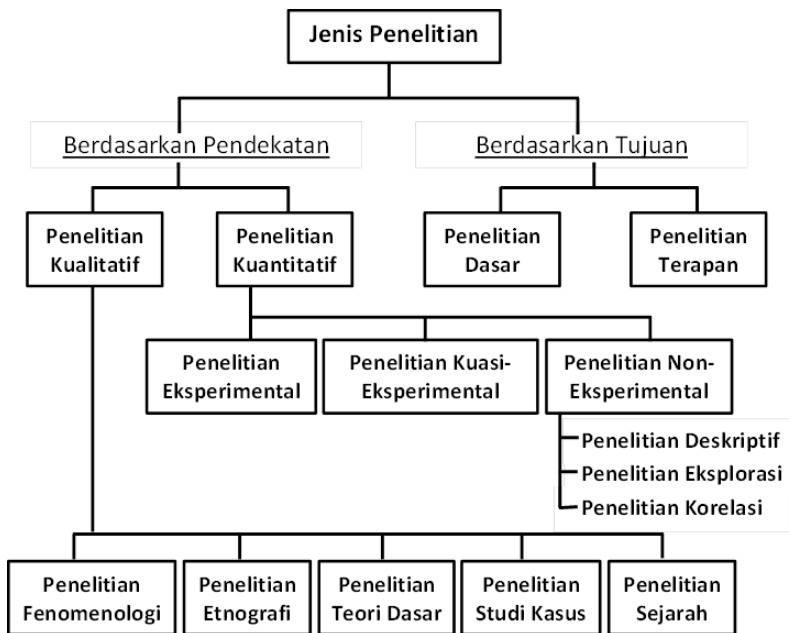 Jenis Penelitian
Berdasarkan Pendekatan
Berdasarkan Tujuan
Penelitian
Kualitatif
Penelitian
Kuantitatif
Penelitian
Dasar
Penelitian
Terapan
Penelitian
Eksperimental
Penelitian Kuasi-
Eksperimental
Penelitian Non-
Eksperimental
Penelitian Deskriptif
Penelitian Eksplorasi
Penelitian Korelasi
Penelitian
Fenomenologi
Penelitian
Etnografi
Penelitian
Teori Dasar
Penelitian
Studi Kasus
Penelitian
Sejarah